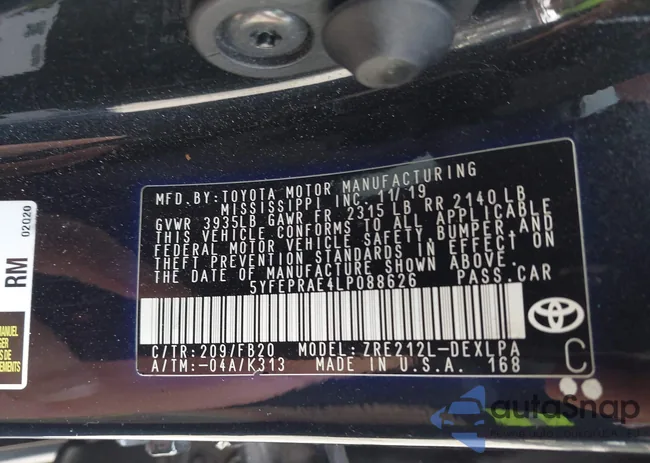 MFD. BY: TOYOTA MOTOR MANUFACTURING
MISSISSIPPI, INC. 11/19
GVWR 3935LB GAWR FR. 2315 LB RR 2140 LB
THIS VEHICLE CONFORMS TO ALL APPLICABLE
FEDERAL MOTOR VEHICLE SAFETY, BUMPER, AND
THEFT PREVENTION STANDARDS IN EFFECT ON
THE DATE OF MANUFACTURE SHOWN ABOVE.
5YFEPRAE4LP088626 PASS. CAR
C/TR: 209/FB20 MODEL: ZRE212L-DEXLPA
A/TM: -04A/K313 MADE IN U.S.A. 168
C
02020
RM
MANUEL
autoSnap